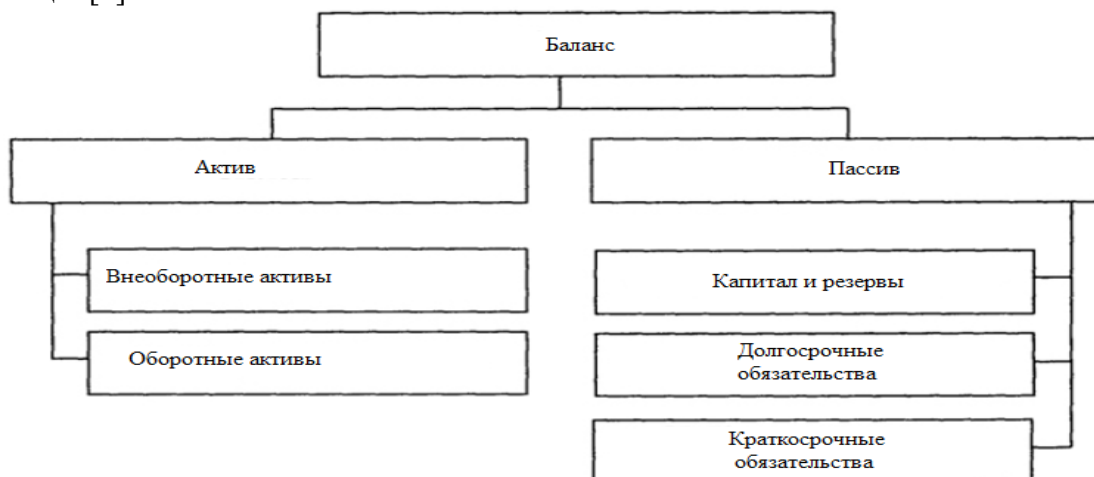 Баланс
Актив
Пассив
Внеоборотные активы
Капитал и резервы
Оборотные активы
Долгосрочные
обязательства
Краткосрочные
обязательства